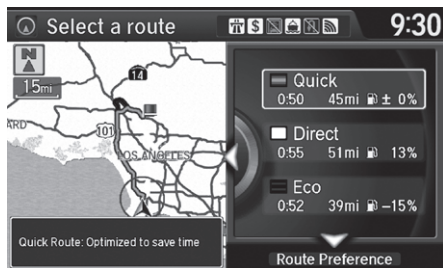 Select a route
$
9:30
N
15mi
14
101
ARD
LOS ANGELES
Quick Route: Optimized to save time
Quick
0:50 45mi ± 0%
Direct
0:55 51mi 13%
Eco
0:52 39mi –15%
Route Preference